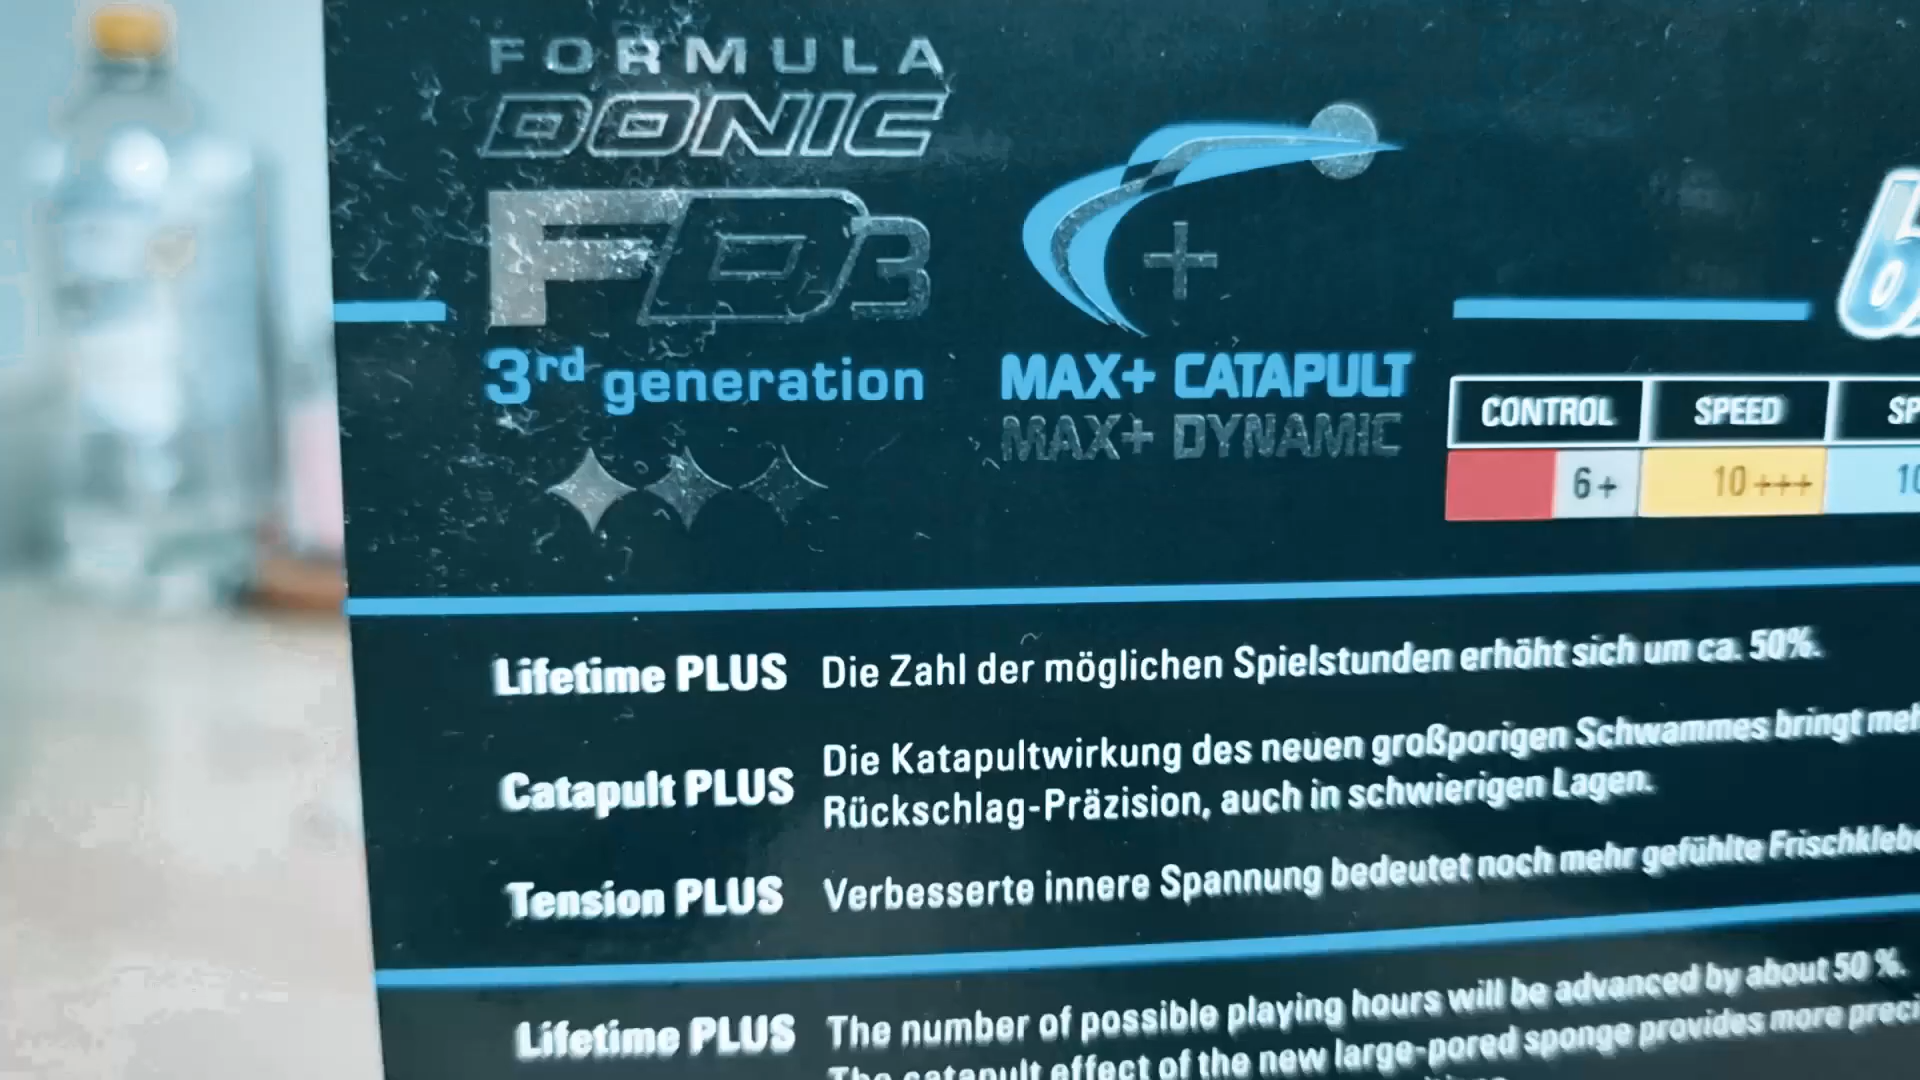 FORMULA
DONIC
FD3
3rd generation
MAX+ CATAPULT
MAX+ DYNAMIC
CONTROL SPEED
6+ 10+++
Lifetime PLUS Die Zahl der möglichen Spielstunden erhöht sich um ca. 50%.
Catapult PLUS Die Katapultwirkung des neuen großporigen Schwammes bringt
Rückschlag-Präzision, auch in schwierigen Lagen.
Tension PLUS Verbesserte innere Spannung bedeutet noch mehr gefühlte
Lifetime PLUS The number of possible playing hours will be advanced by about 50 %.
The catapult effect of the new large-pored sponge provides more